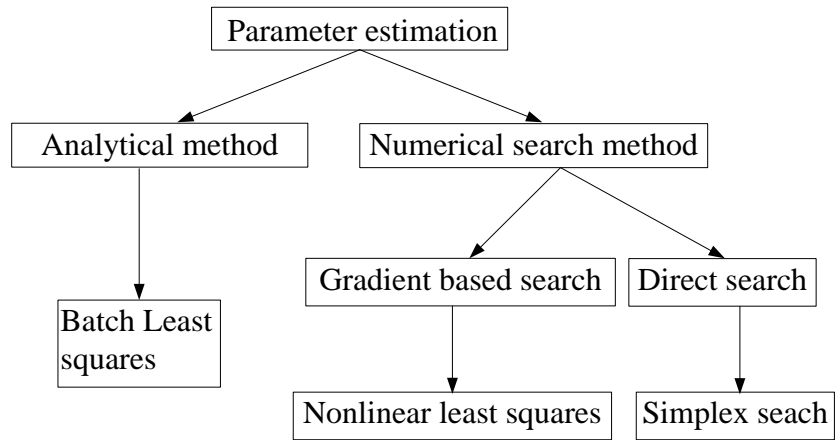 Parameter estimation
Analytical method
Numerical search method
Gradient based search
Direct search
Batch Least
squares
Nonlinear least squares
Simplex seach